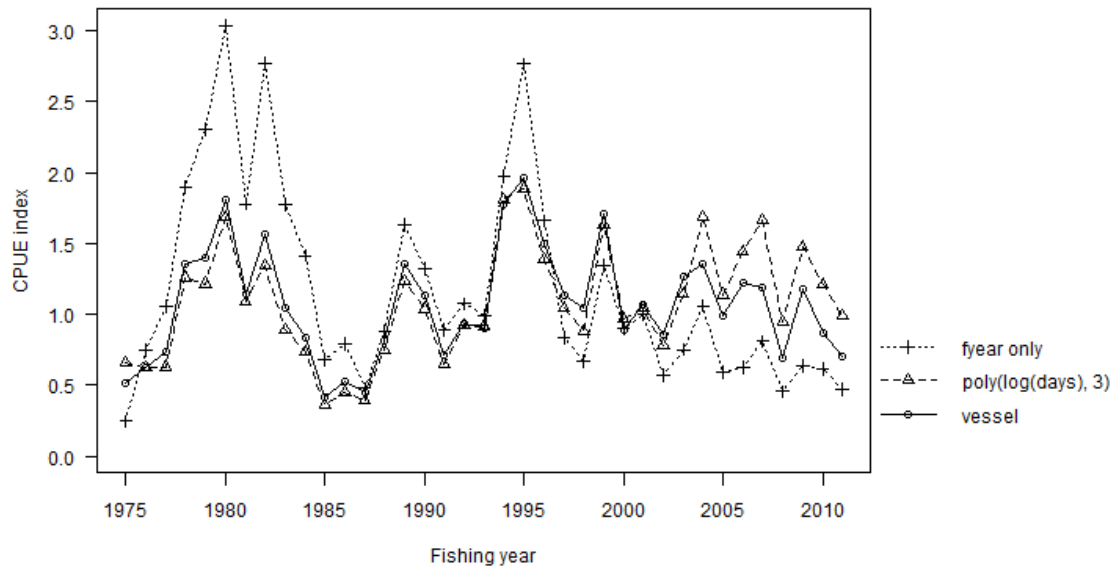 3.0
2.5
2.0
1.5
1.0
0.5
0.0
CPUE index
1975 1980 1985 1990 1995 2000 2005 2010
Fishing year
fyear only
poly(log(days), 3)
vessel